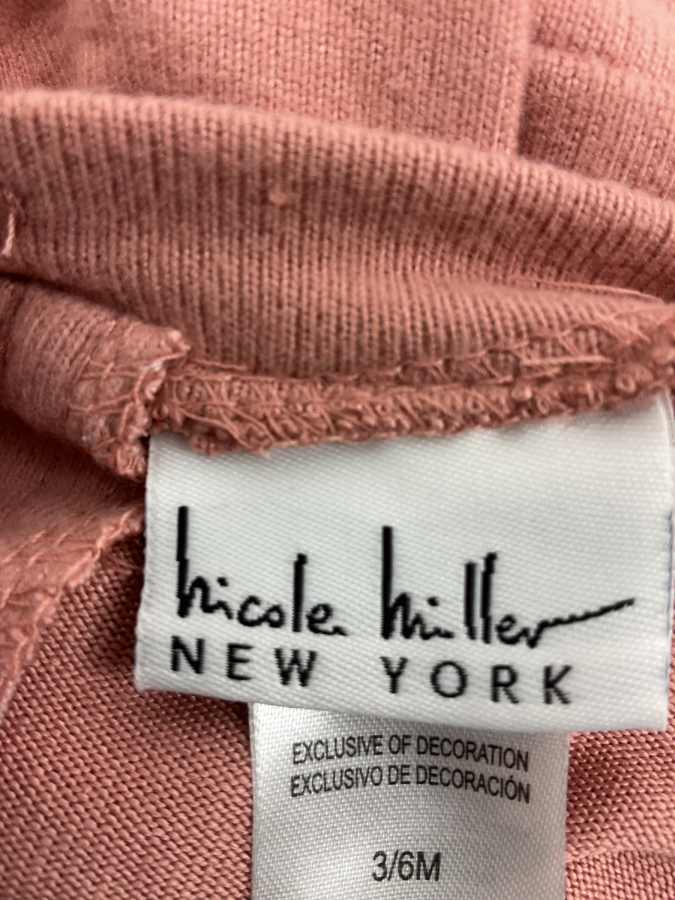 nicole miller
NEW YORK
EXCLUSIVE OF DECORATION
EXCLUSIVO DE DECORACIÓN
3/6M